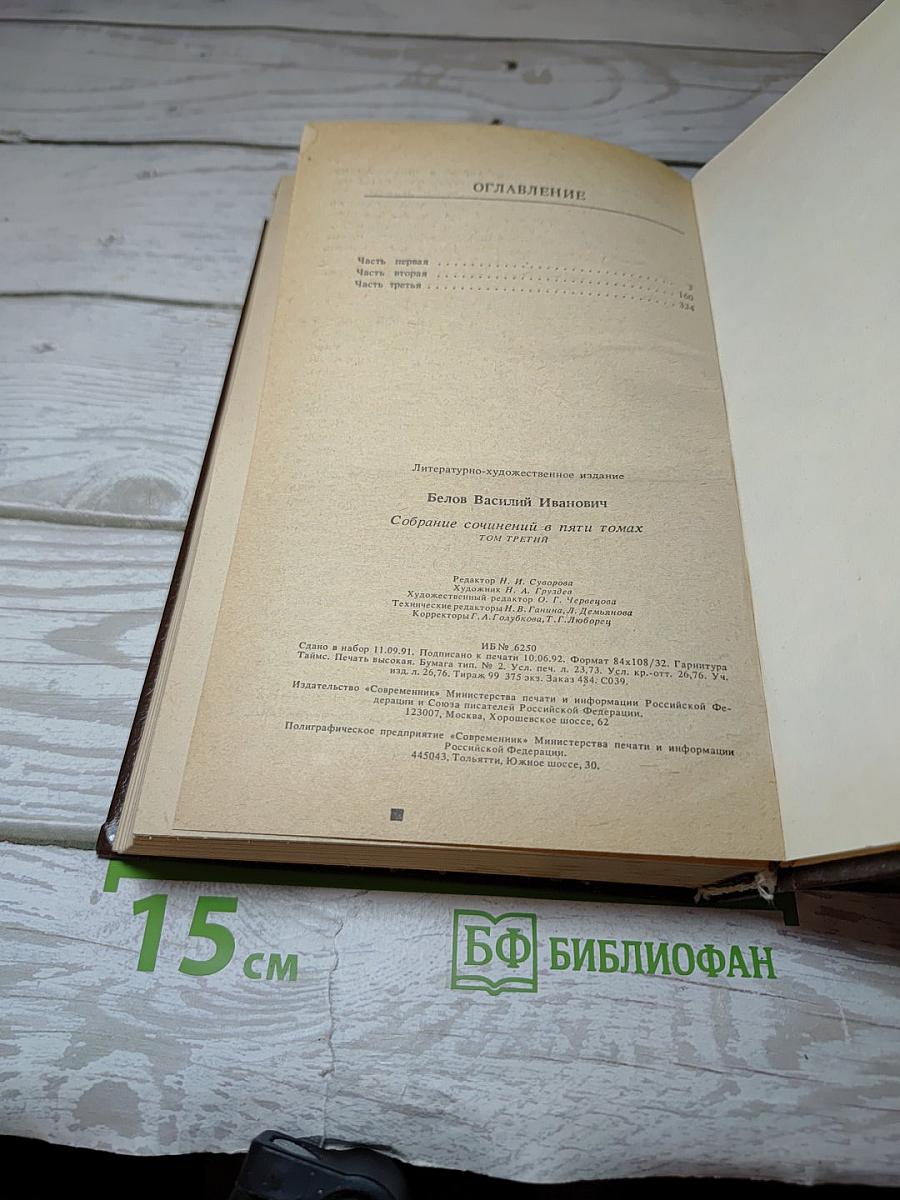 ОГЛАВЛЕНИЕ
Часть первая . . . . . . . . . . . . . . . . . . . . . . . . . . . 3
Часть вторая . . . . . . . . . . . . . . . . . . . . . . . . . . . 160
Часть третья . . . . . . . . . . . . . . . . . . . . . . . . . . . 324
Литературно-художественное издание
Белов Василий Иванович
Собрание сочинений в пяти томах
ТОМ ТРЕТИЙ
Редактор Н. И. Суворова
Художник Н. А. Груздев
Художественный редактор О. Г. Червецова
Технические редакторы Н. В. Ганина, Л. Демьянова
Корректоры Г. А. Голубкова, Т. Г. Люборец
ИБ № 6250
Сдано в набор 11.09.91. Подписано к печати 10.06.92. Формат 84x108/32. Гарнитура
Таймс. Печать высокая. Бумага тип. № 2. Усл. печ. л. 23,73. Усл. кр.-отт. 26,76. Уч.
изд. л. 26,76. Тираж 99 375 экз. Заказ 484. С039.
Издательство «Современник» Министерства печати и информации Российской Фе-
дерации и Союза писателей Российской Федерации.
123007, Москва, Хорошевское шоссе, 62
Полиграфическое предприятие «Современник» Министерства печати и информации
Российской Федерации.
445043, Тольятти, Южное шоссе, 30.
15 см
БФ БИБЛИОФАН